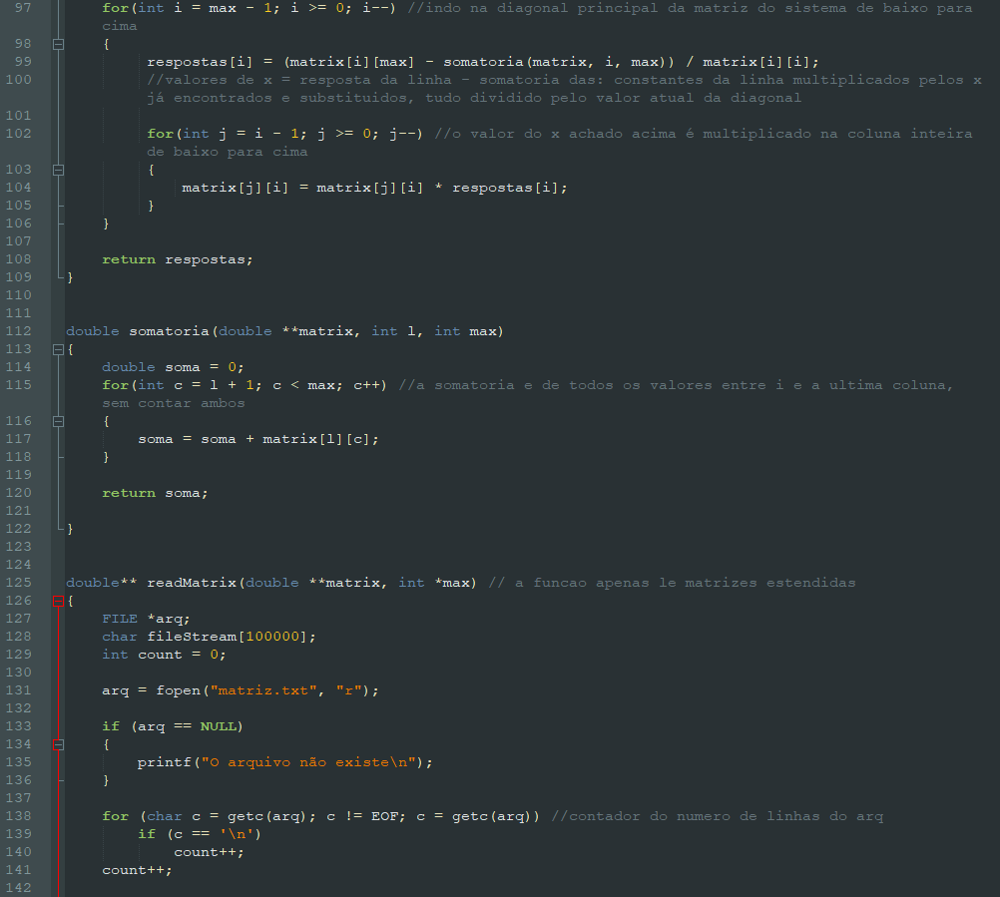 97 for(int i = max - 1; i >= 0; i--) //indo na diagonal principal da matriz do sistema de baixo para
cima
98 {
99 respostas[i] = (matrix[i][max] - somatoria(matrix, i, max)) / matrix[i][i];
100 //valores de x = resposta da linha - somatoria das: constantes da linha multiplicados pelos x
já encontrados e substituidos, tudo dividido pelo valor atual da diagonal
101
102 for(int j = i - 1; j >= 0; j--) //o valor do x achado acima é multiplicado na coluna inteira
de baixo para cima
103 {
104 matrix[j][i] = matrix[j][i] * respostas[i];
105 }
106 }
107
108 return respostas;
109 }
110
111
112 double somatoria(double **matrix, int l, int max)
113 {
114 double soma = 0;
115 for(int c = l + 1; c < max; c++) //a somatoria e de todos os valores entre i e a ultima coluna,
sem contar ambos
116 {
117 soma = soma + matrix[l][c];
118 }
119
120 return soma;
121
122 }
123
124
125 double** readMatrix(double **matrix, int *max) // a funcao apenas le matrizes estendidas
126 {
127 FILE *arq;
128 char fileStream[100000];
129 int count = 0;
130
131 arq = fopen("matriz.txt", "r");
132
133 if (arq == NULL)
134 {
135 printf("O arquivo não existe\n");
136 }
137
138 for (char c = getc(arq); c != EOF; c = getc(arq)) //contador do numero de linhas do arq
139 if (c == '\n')
140 count++;
141 count++;
142